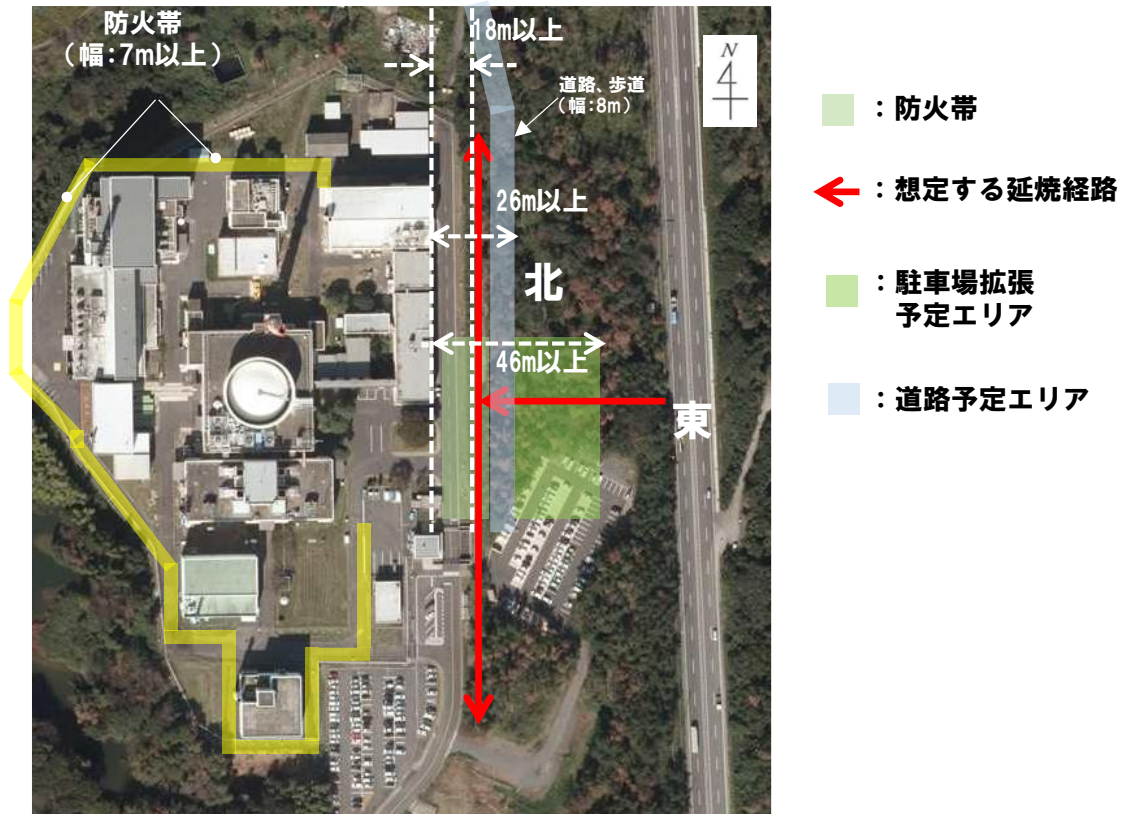 防火帯
（幅：7m以上）
18m以上
N
道路、歩道
（幅：8m）
26m以上
北
46m以上
東
：防火帯
：想定する延焼経路
：駐車場拡張
予定エリア
：道路予定エリア